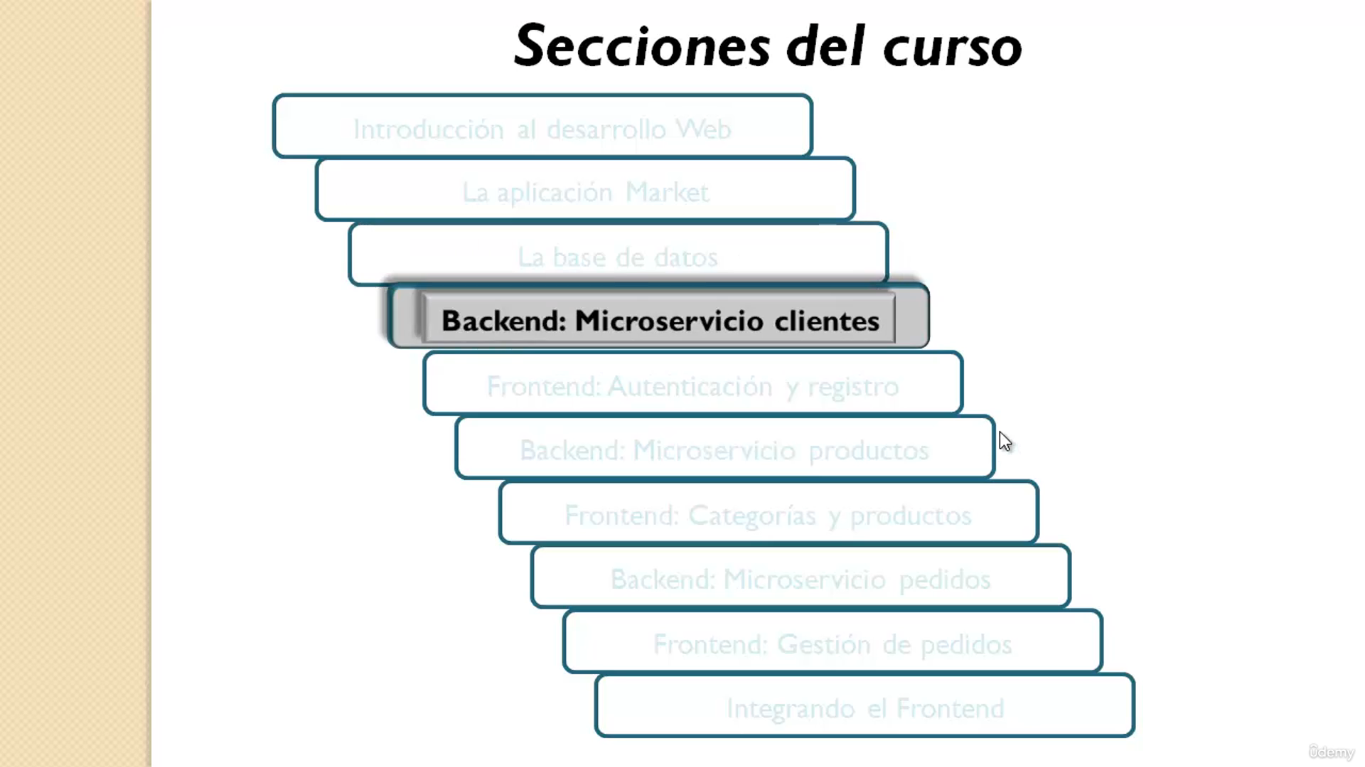 Secciones del curso
Introducción al desarrollo Web
La aplicación Market
La base de datos
Backend: Microservicio clientes
Frontend: Autenticación y registro
Backend: Microservicio productos
Frontend: Categorías y productos
Backend: Microservicio pedidos
Frontend: Gestión de pedidos
Integrando el Frontend
ûdemy